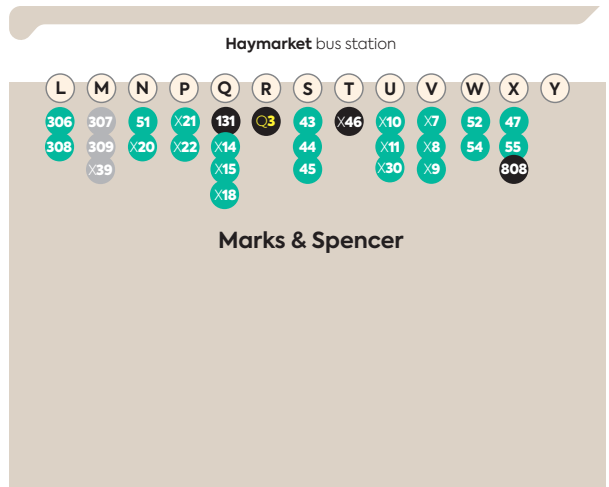 Haymarket bus station
L M N P Q R S T U V W X Y
306 307 51 X21 131 Q3 43 X46 X10 X7 52 47
308 309 X20 X22 X14 44 X11 X8 54 55
X39 X15 45 X30 X9 808
X18
Marks & Spencer